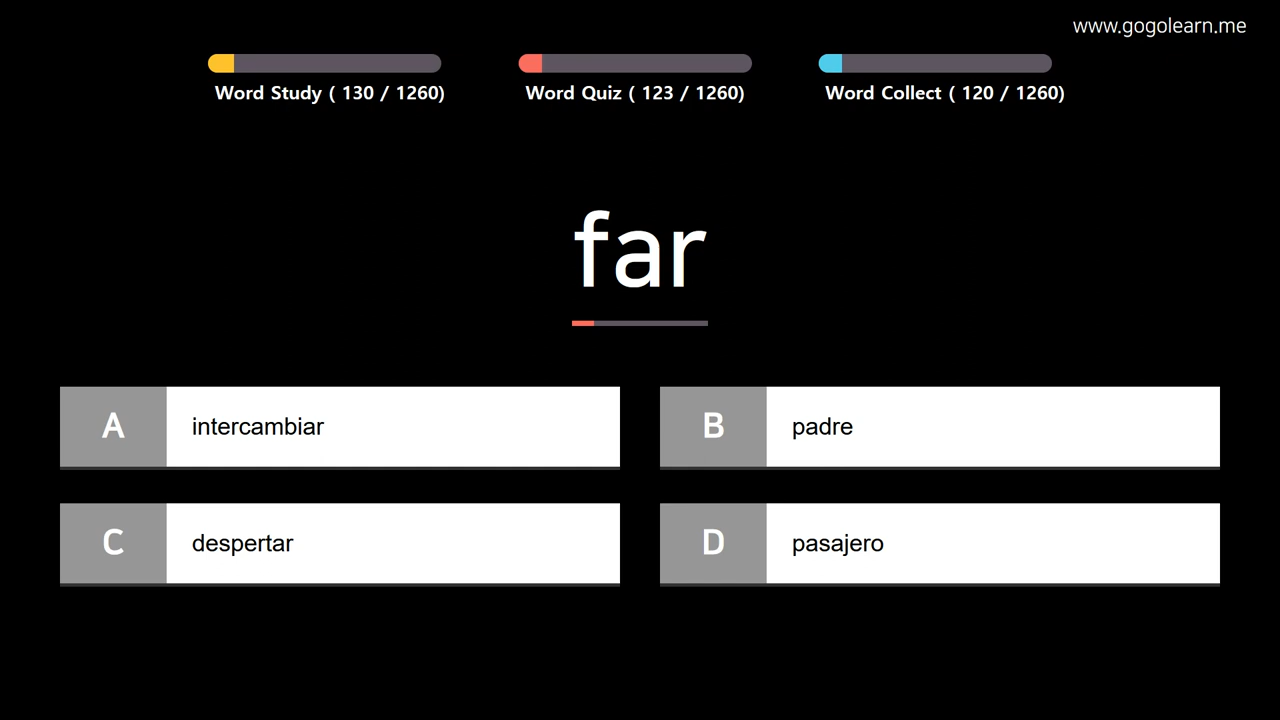 www.gogolearn.me
Word Study ( 130 / 1260)
Word Quiz ( 123 / 1260)
Word Collect ( 120 / 1260)
far
A intercambiar
B padre
C despertar
D pasajero